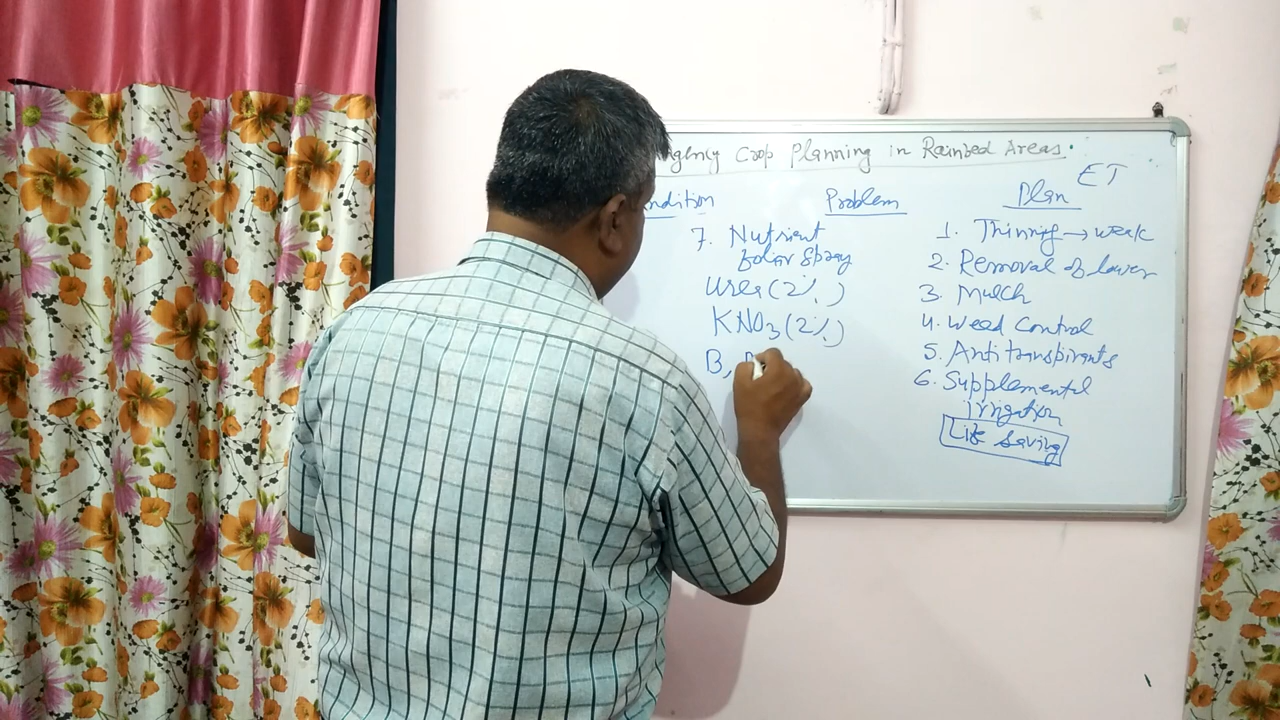 gency Crop Planning in Rainbed Areas.
ET
ndition Problem Plan
7. Nutrient
foliar Spray
Urea (2%)
KNO3 (2%)
B,
1. Thinning → weak
2. Removal of lower
3. Mulch
4. Weed Control
5. Antitranspirants
6. Supplemental
irrigation
Life Saving